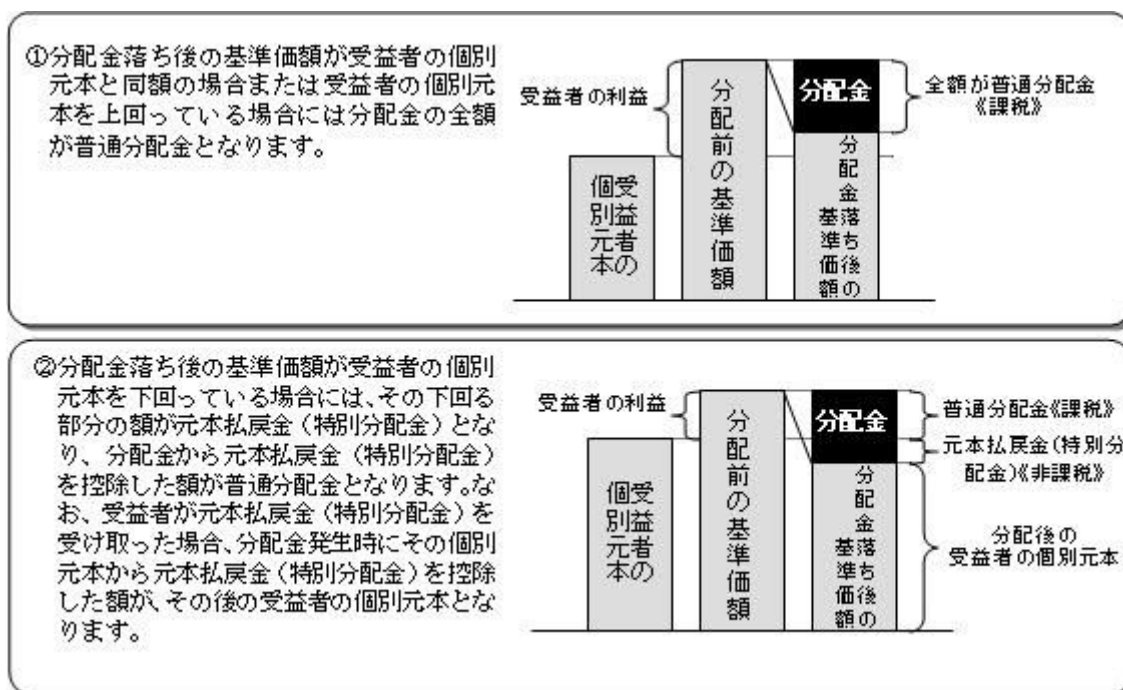 ①分配金落ち後の基準価額が受益者の個別
元本と同額の場合または受益者の個別元
本を上回っている場合には分配金の全額
が普通分配金となります。
受益者の利益
受益者の
個別元本
分配前の基準価額
分配金
分配金落ち後の
基準価額
全額が普通分配金
《課税》
②分配金落ち後の基準価額が受益者の個別
元本を下回っている場合には、その下回る
部分の額が元本払戻金(特別分配金)とな
り、分配金から元本払戻金(特別分配金)
を控除した額が普通分配金となります。な
お、受益者が元本払戻金(特別分配金)を
受け取った場合、分配金発生時にその個別
元本から元本払戻金(特別分配金)を控除
した額が、その後の受益者の個別元本とな
ります。
受益者の利益
受益者の
個別元本
分配前の基準価額
分配金
分配金落ち後の
基準価額
普通分配金《課税》
元本払戻金(特別分
配金)《非課税》
分配後の
受益者の個別元本